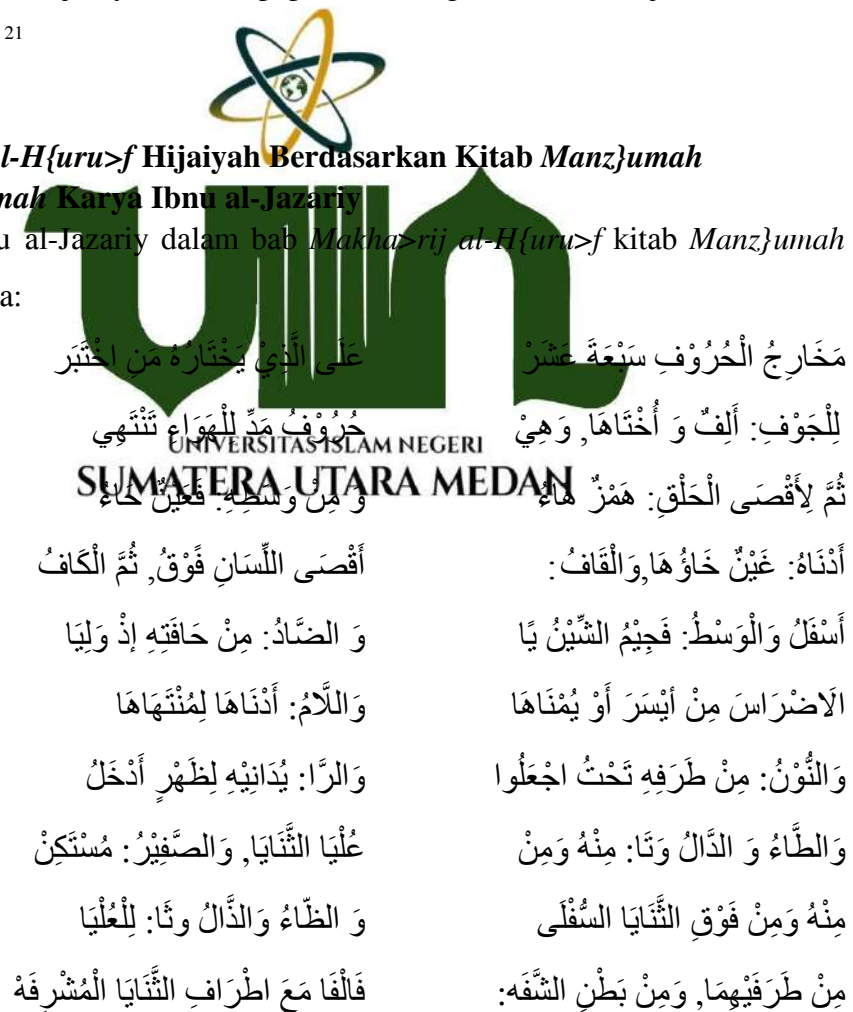 21
l-H{uru>f Hijaiyah Berdasarkan Kitab Manz}umah
mah Karya Ibnu al-Jazariy
u al-Jazariy dalam bab Makha>rij al-H{uru>f kitab Manz}umah
a:
مَخَارِجُ الْحُرُوْفِ سَبْعَةَ عَشَرْ عَلَى الَّذِيْ يَخْتَارُهُ مَنِ اخْتَبَر
لِلْجَوْفِ: أَلِفٌ وَ أُخْتَاهَا, وَهِيْ حُرُوْفُ مَدٍّ لِلْهَوَاءِ تَنْتَهِي
UNIVERSITAS ISLAM NEGERI
SUMATERA UTARA MEDAN
ثُمَّ لِأَقْصَى الْحَلْقِ: هَمْزٌ هَاءُ وَ مِنْ وَسَطِهِ: فَعَيْنٌ حَاءُ
أَدْنَاهُ: غَيْنٌ خَاؤُهَا,وَالْقَافُ: أَقْصَى اللِّسَانِ فَوْقُ, ثُمَّ الْكَافُ
أَسْفَلُ وَالْوَسْطُ: فَجِيْمُ الشِّيْنُ يًا وَ الضَّادُ: مِنْ حَافَتِهِ إذْ وَلِيَا
الَاضْرَاسَ مِنْ أيْسَرَ أَوْ يُمْنَاهَا وَاللَّامُ: أَدْنَاهَا لِمُنْتَهَاهَا
وَالنُّوْنُ: مِنْ طَرَفِهِ تَحْتُ اجْعَلُوا وَالرَّا: يُدَانِيْهِ لِظَهْرٍ أَدْخَلُ
وَالطَّاءُ وَ الدَّالُ وَتَا: مِنْهُ وَمِنْ عُلْيَا الثَّنَايَا, وَالصَّفِيْرُ: مُسْتَكِنْ
مِنْهُ وَمِنْ فَوْقِ الثَّنَايَا السُّفْلَى وَ الظّاءُ وَالذَّالُ وثَا: لِلْعُلْيَا
مِنْ طَرَفَيْهِمَا, وَمِنْ بَطْنِ الشَّفَه: فَالْفَا مَعَ اطْرَافِ الثَّنَايَا الْمُشْرِفَهْ